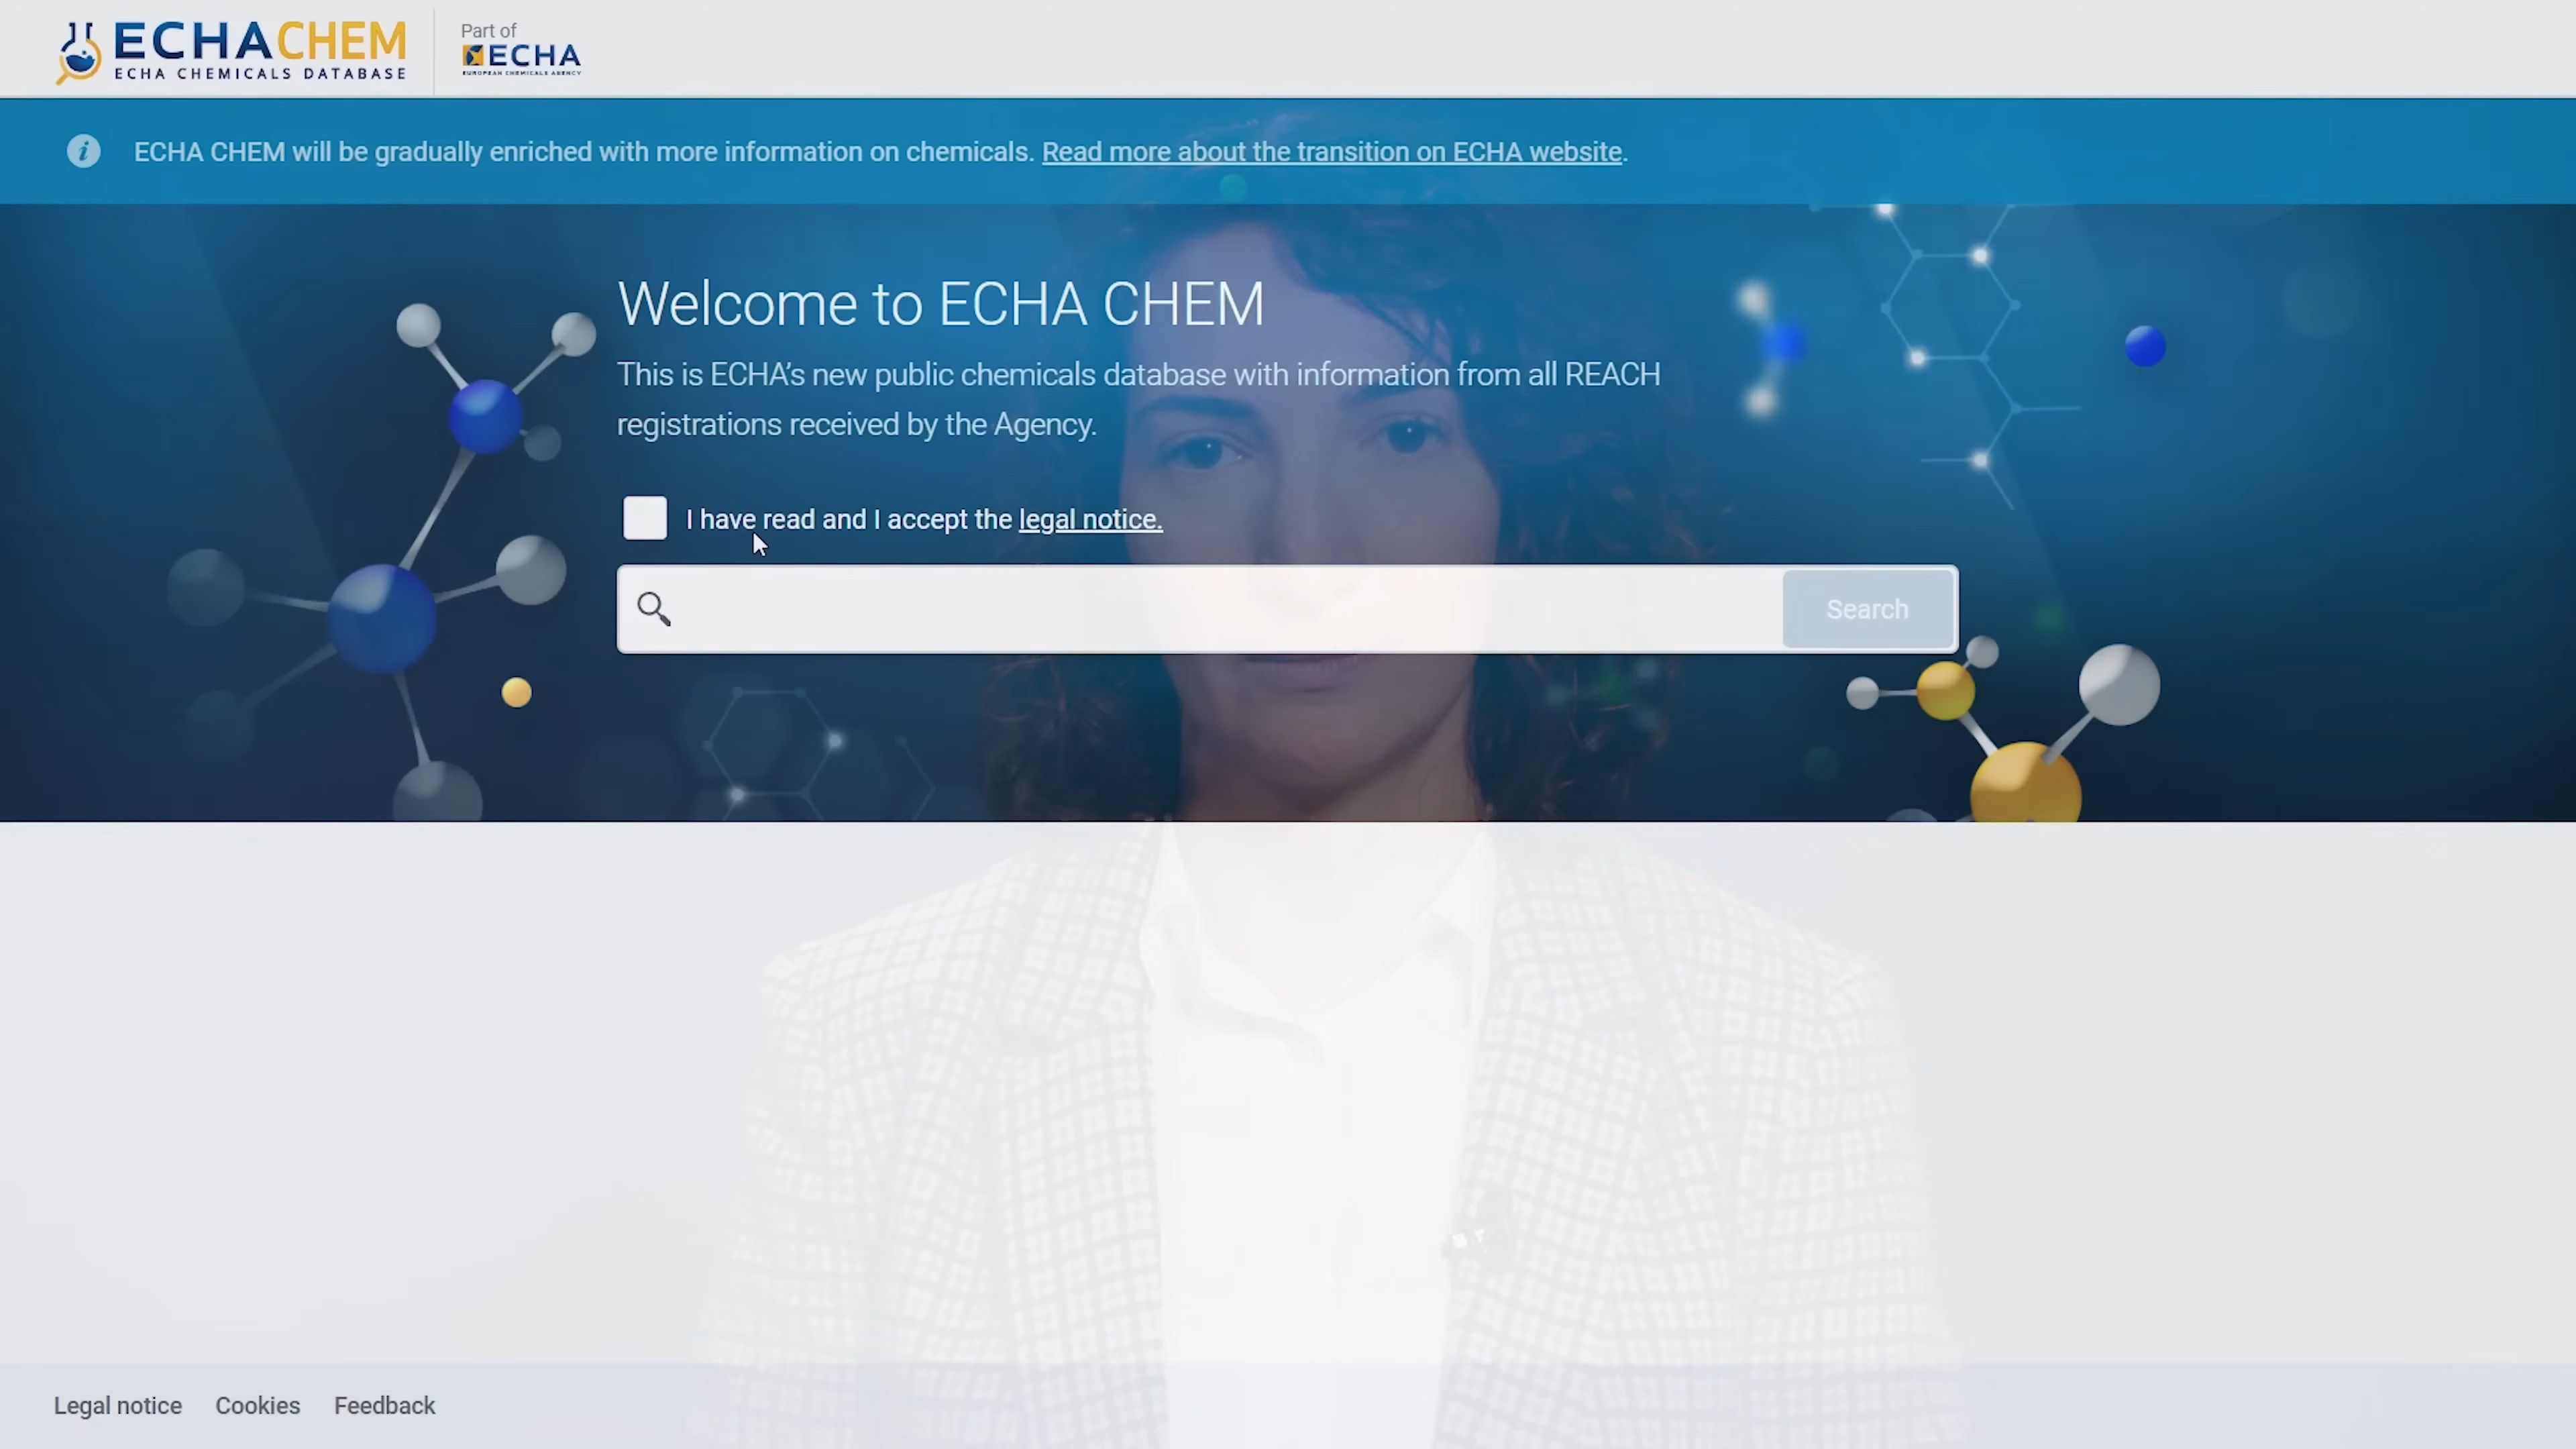 ECHACHEM
ECHA CHEMICALS DATABASE
Part of
ECHA
EUROPEAN CHEMICALS AGENCY
ECHA CHEM will be gradually enriched with more information on chemicals. Read more about the transition on ECHA website.
Welcome to ECHA CHEM
This is ECHA's new public chemicals database with information from all REACH
registrations received by the Agency.
I have read and I accept the legal notice.
Search
Legal notice Cookies Feedback